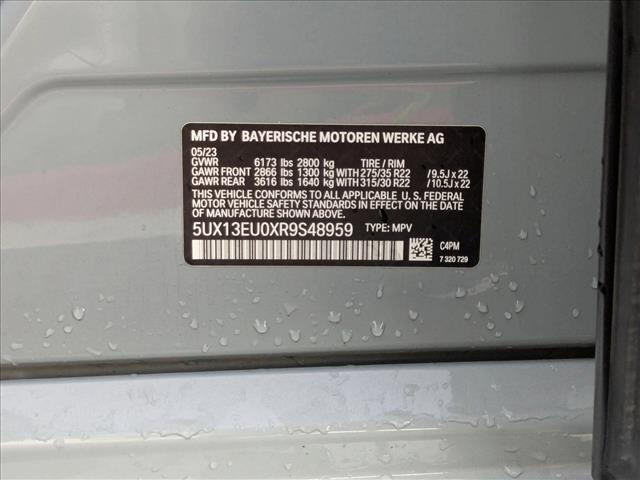 MFD BY BAYERISCHE MOTOREN WERKE AG
05/23
GVWR 6173 lbs 2800 kg TIRE / RIM
GAWR FRONT 2866 lbs 1300 kg WITH 275/35 R22 / 9.5J x 22
GAWR REAR 3616 lbs 1640 kg WITH 315/30 R22 / 10.5J x 22
THIS VEHICLE CONFORMS TO ALL APPLICABLE U. S. FEDERAL
MOTOR VEHICLE SAFETY STANDARDS IN EFFECT ON THE DATE
OF MANUFACTURE SHOWN ABOVE.
5UX13EU0XR9S48959 TYPE: MPV
C4PM
7 320 729